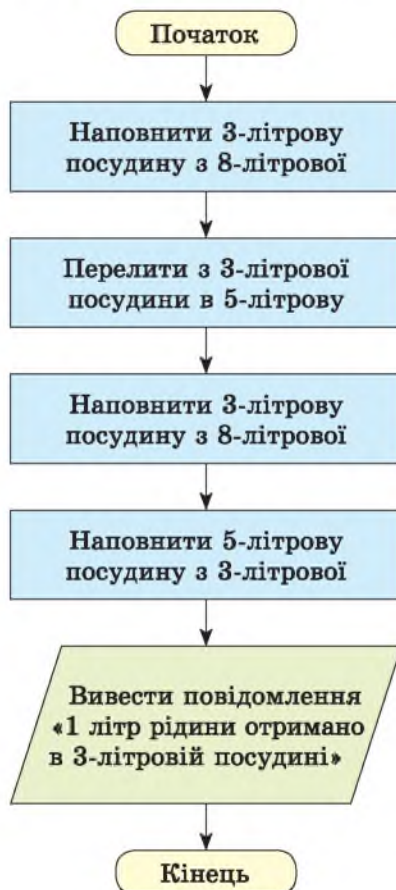 Початок
Наповнити 3-літрову
посудину з 8-літрової
Перелити з 3-літрової
посудини в 5-літрову
Наповнити 3-літрову
посудину з 8-літрової
Наповнити 5-літрову
посудину з 3-літрової
Вивести повідомлення
«1 літр рідини отримано
в 3-літровій посудині»
Кінець